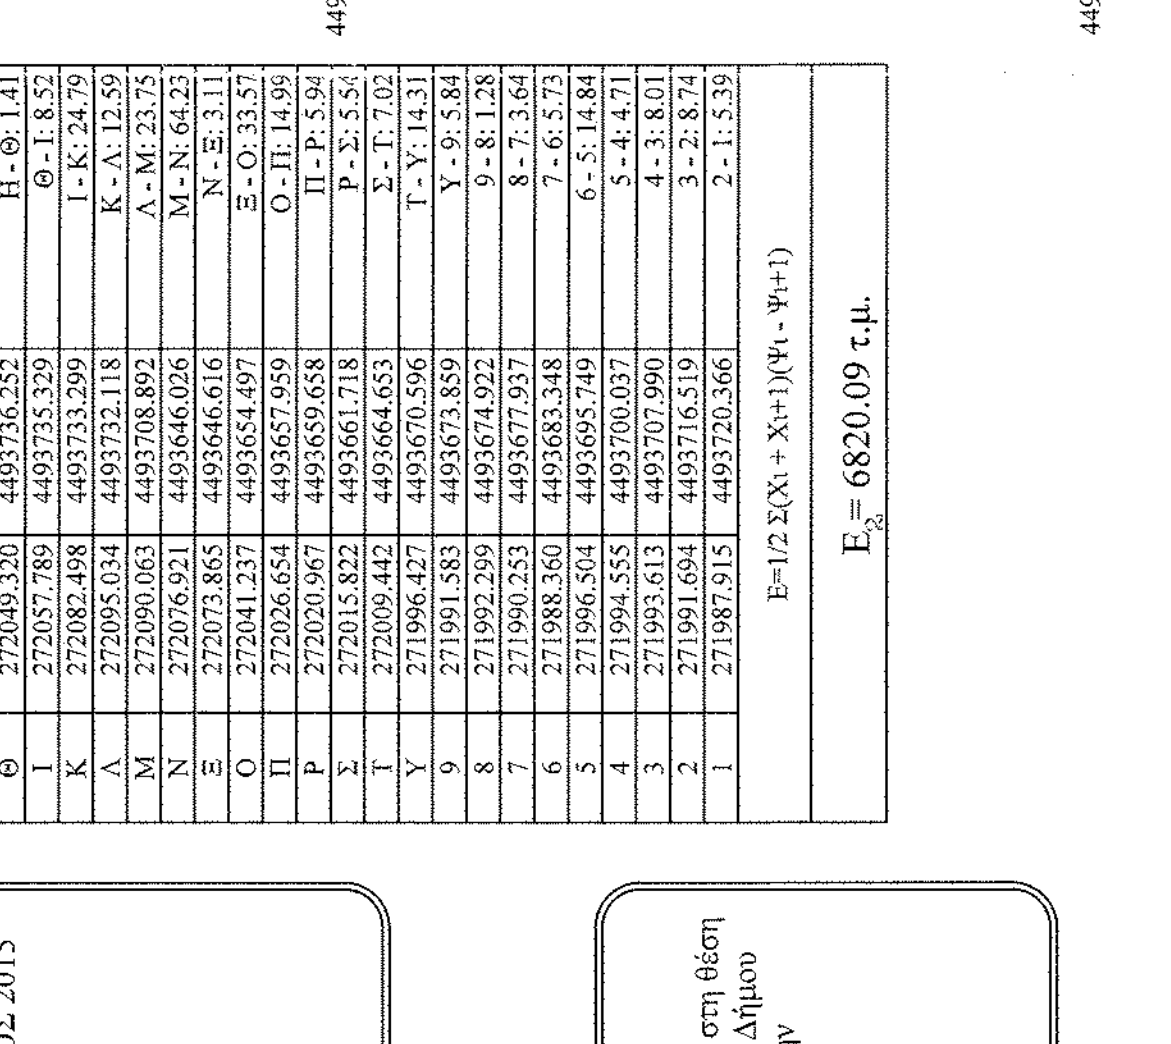 Θ 272049.320 4493736.252 Η - Θ: 1.41
Ι 272057.789 4493735.329 Θ - Ι: 8.52
Κ 272082.498 4493733.299 Ι - Κ: 24.79
Λ 272095.034 4493732.118 Κ - Λ: 12.59
Μ 272090.063 4493708.892 Λ - Μ: 23.75
Ν 272076.921 4493646.026 Μ - Ν: 64.23
Ξ 272073.865 4493646.616 Ν - Ξ: 3.11
Ο 272041.237 4493654.497 Ξ - Ο: 33.57
Π 272026.654 4493657.959 Ο - Π: 14.99
Ρ 272020.967 4493659.658 Π - Ρ: 5.94
Σ 272015.822 4493661.718 Ρ - Σ: 5.54
Τ 272009.442 4493664.653 Σ - Τ: 7.02
Υ 271996.427 4493670.596 Τ - Υ: 14.31
9 271991.583 4493673.859 Υ - 9: 5.84
8 271992.299 4493674.922 9 - 8: 1.28
7 271990.253 4493677.937 8 - 7: 3.64
6 271988.360 4493683.348 7 - 6: 5.73
5 271996.504 4493695.749 6 - 5: 14.84
4 271994.555 4493700.037 5 - 4: 4.71
3 271993.613 4493707.990 4 - 3: 8.01
2 271991.694 4493716.519 3 - 2: 8.74
1 271987.915 4493720.366 2 - 1: 5.39
Ε=1/2 Σ(Χι + Χι+1)(Ψι - Ψι+1)
Ε2 = 6820.09 τ.μ.
449
449
2015
στη θέση
Δήμου